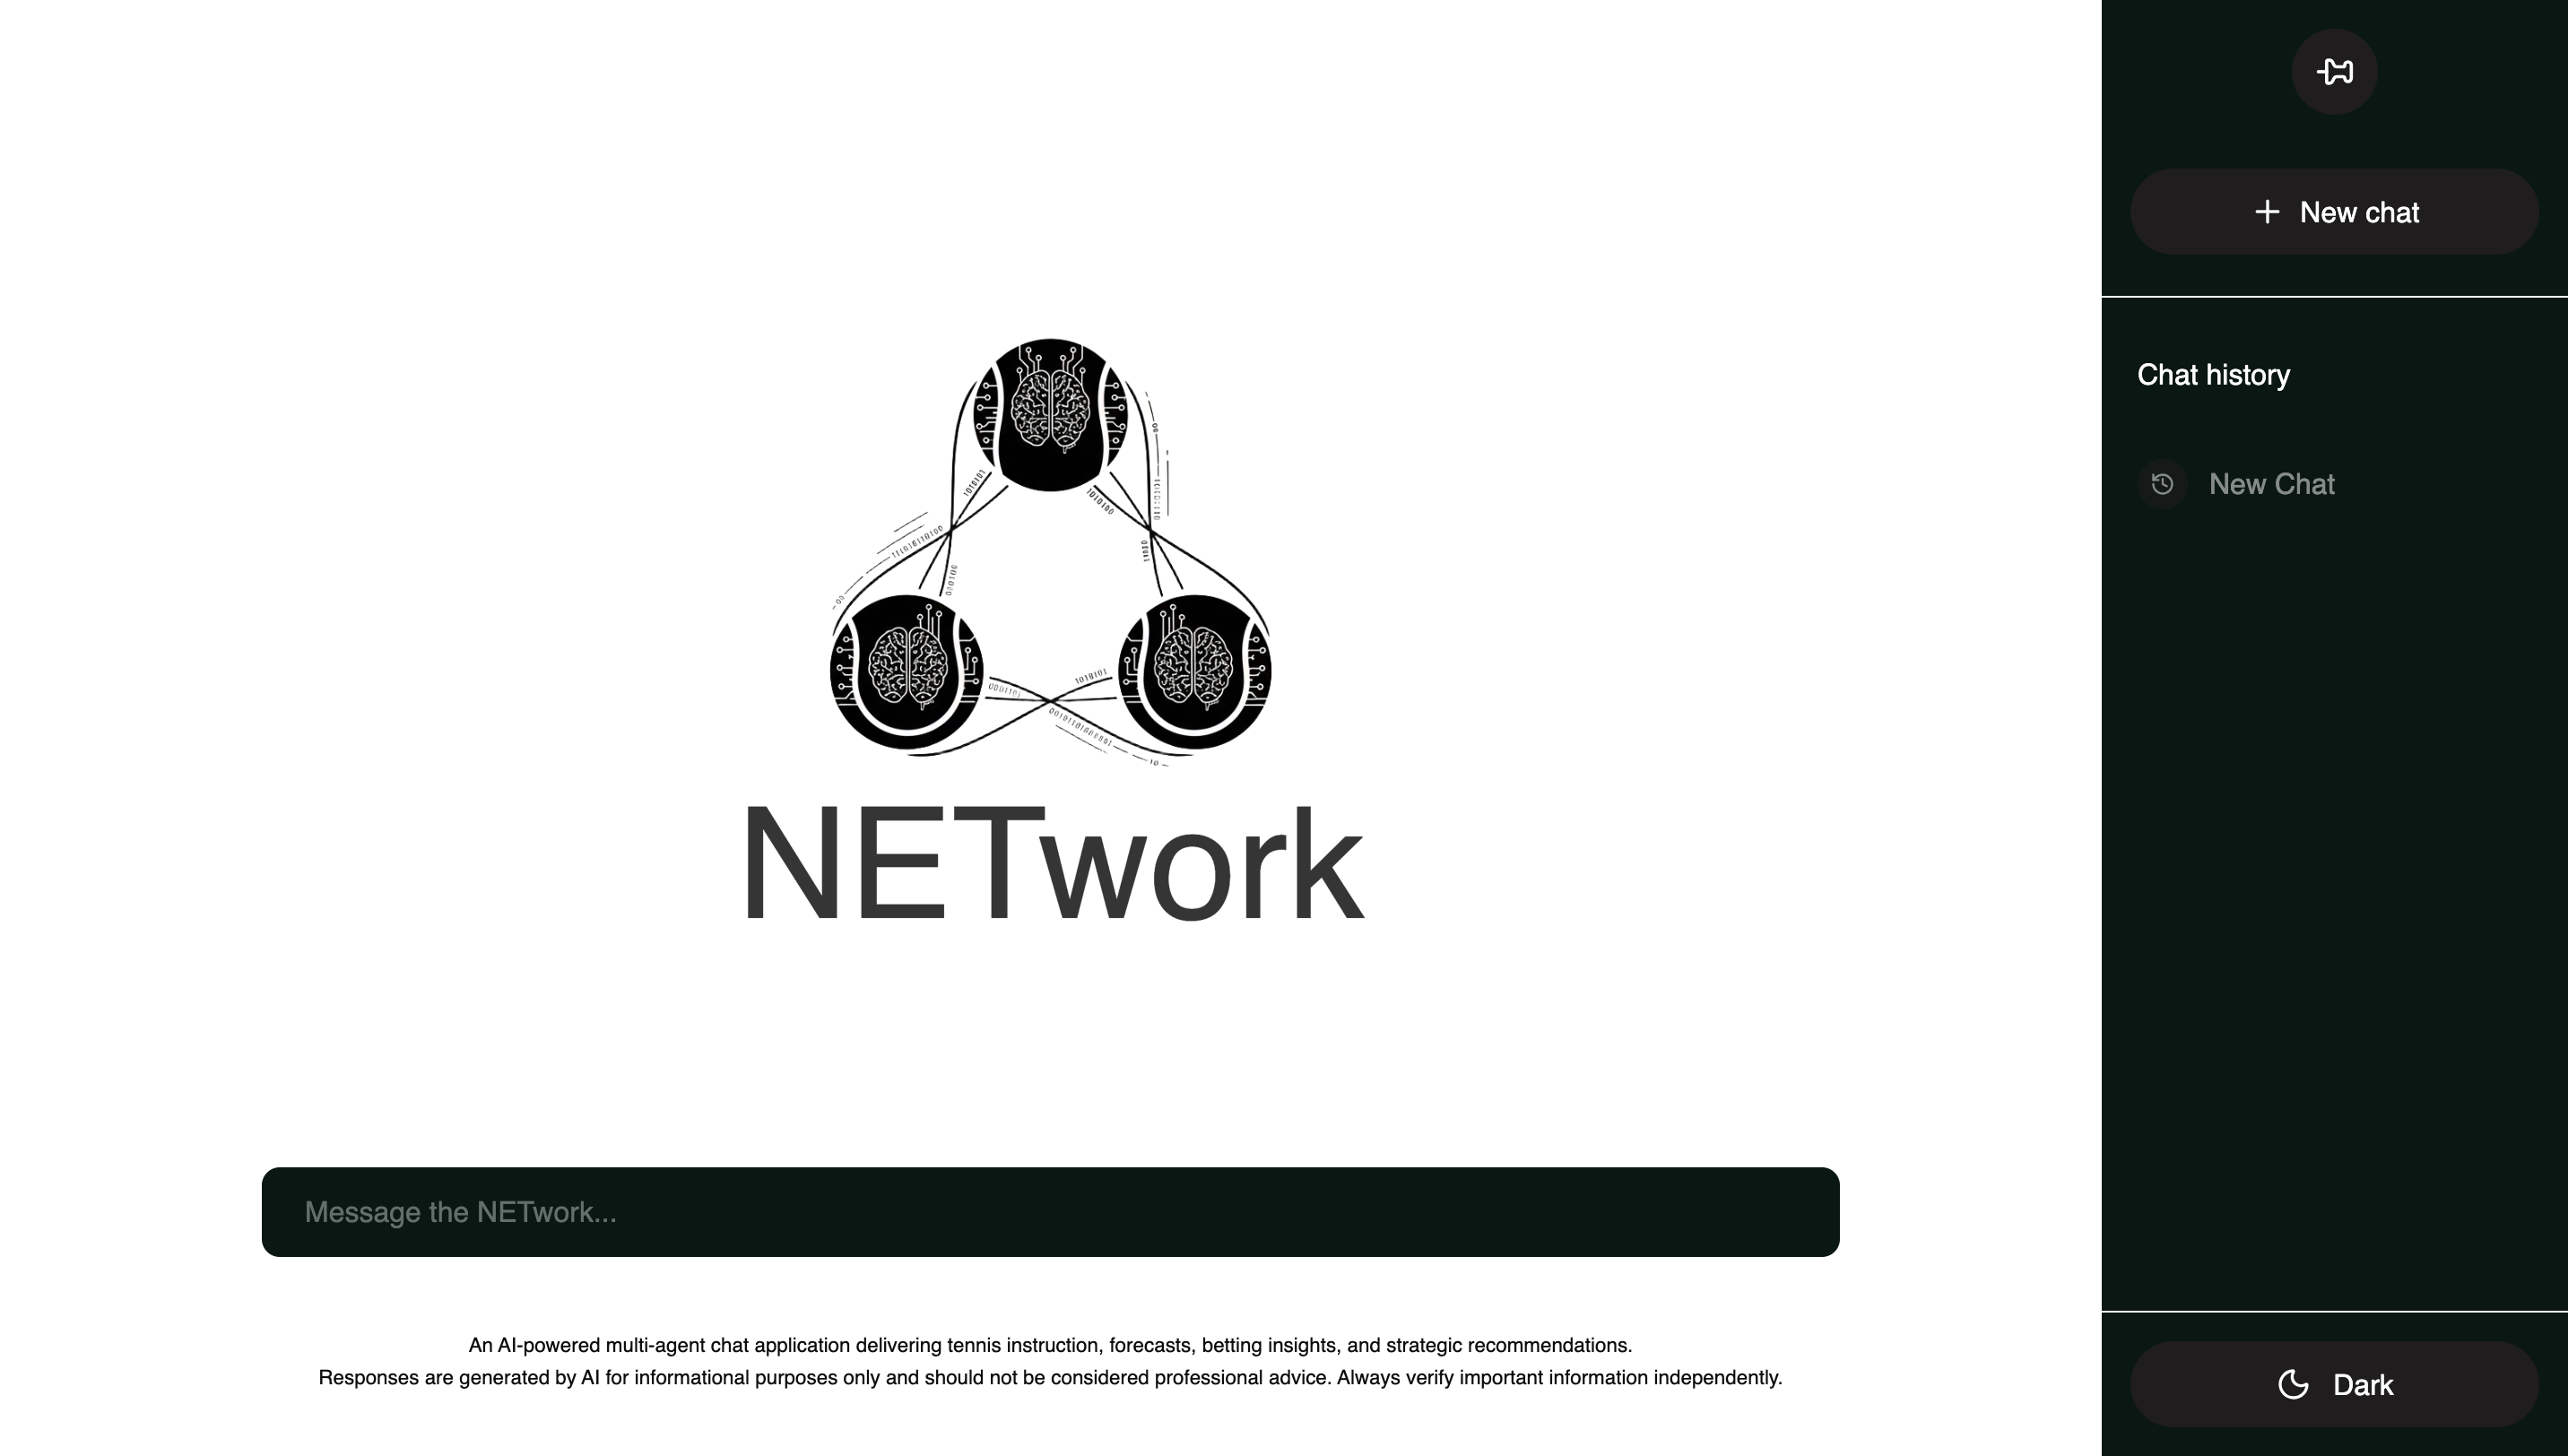 NETwork
Message the NETwork...
An AI-powered multi-agent chat application delivering tennis instruction, forecasts, betting insights, and strategic recommendations.
Responses are generated by AI for informational purposes only and should not be considered professional advice. Always verify important information independently.
New chat
Chat history
New Chat
Dark